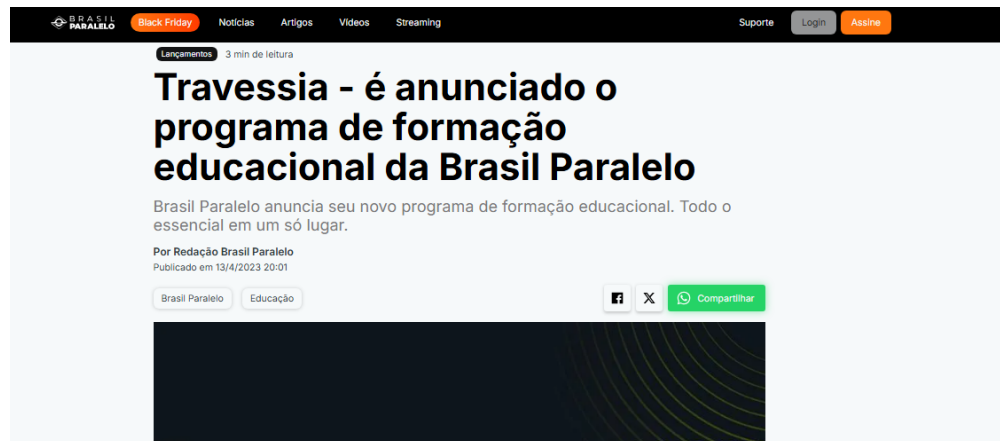 BRASIL
PARALELO
Black Friday
Notícias
Artigos
Vídeos
Streaming
Suporte
Login
Assine
Lançamentos
3 min de leitura
Travessia - é anunciado o
programa de formação
educacional da Brasil Paralelo
Brasil Paralelo anuncia seu novo programa de formação educacional. Todo o
essencial em um só lugar.
Por Redação Brasil Paralelo
Publicado em 13/4/2023 20:01
Brasil Paralelo
Educação
Compartilhar